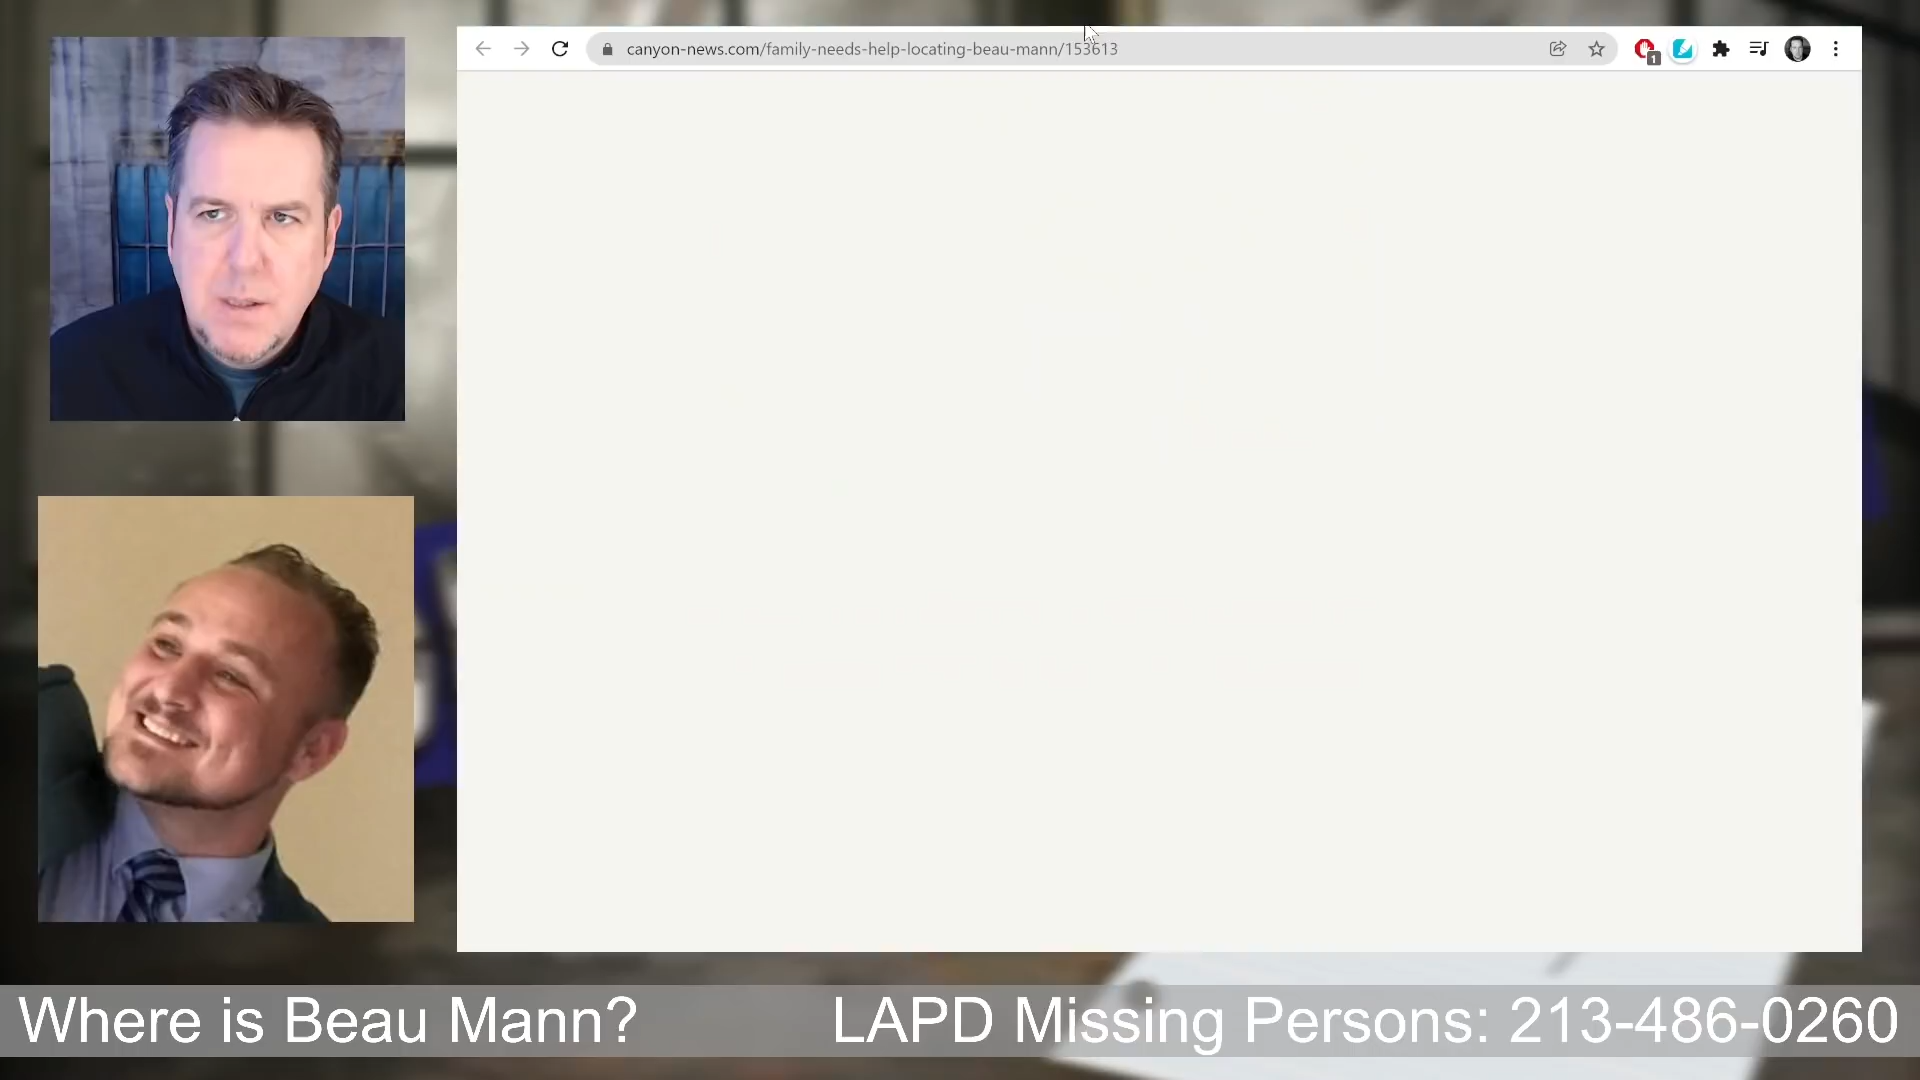 canyon-news.com/family-needs-help-locating-beau-mann/153613
1
Where is Beau Mann?
LAPD Missing Persons: 213-486-0260